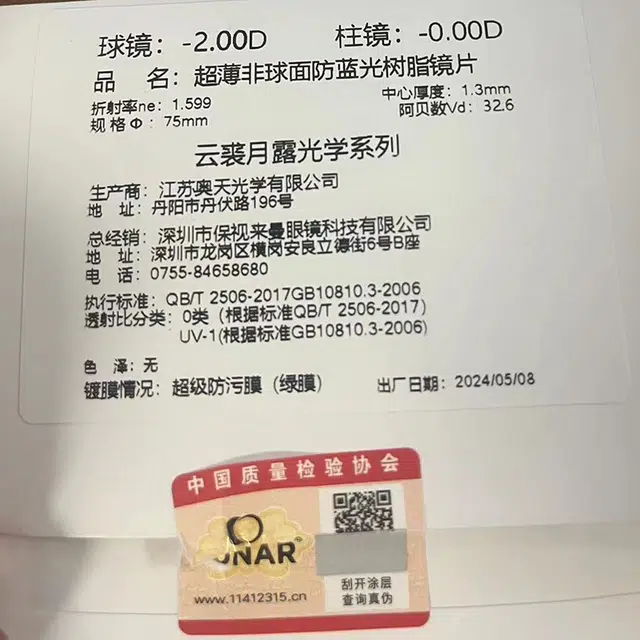 球镜：-2.00D 柱镜：-0.00D
品 名：超薄非球面防蓝光树脂镜片
折射率ne：1.599 中心厚度：1.3mm
规 格Φ：75mm 阿贝数Vd：32.6
云裳月露光学系列
生产商：江苏奥天光学有限公司
地 址：丹阳市丹伏路196号
总经销：深圳市保视来曼眼镜科技有限公司
地 址：深圳市龙岗区横岗安良立德街6号B座
电 话：0755-84658680
执行标准：QB/T 2506-2017GB10810.3-2006
透射比分类：0类（根据标准QB/T 2506-2017）
UV-1(根据标准GB10810.3-2006)
色 泽：无
镀膜情况：超级防污膜（绿膜） 出厂日期：2024/05/08
中国质量检验协会
NAR
www.11412315.cn
刮开涂层
查询真伪